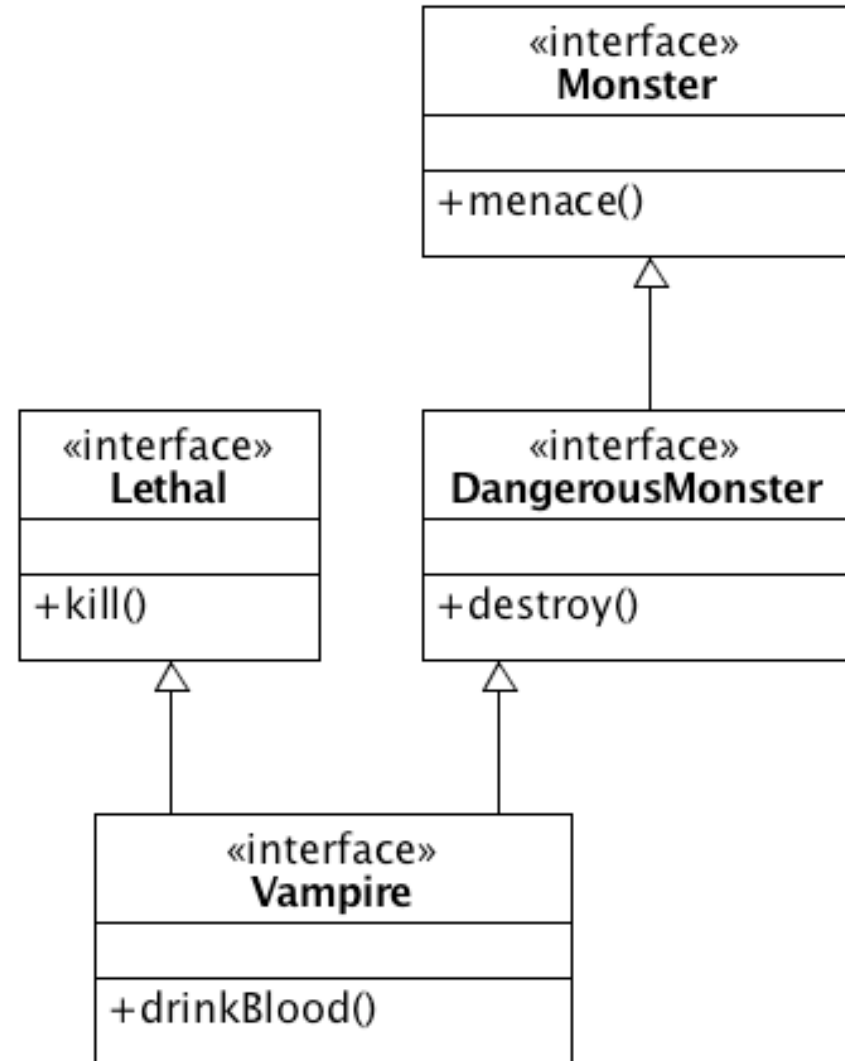 «interface»
Monster
+menace()
«interface»
Lethal
+kill()
«interface»
DangerousMonster
+destroy()
«interface»
Vampire
+drinkBlood()